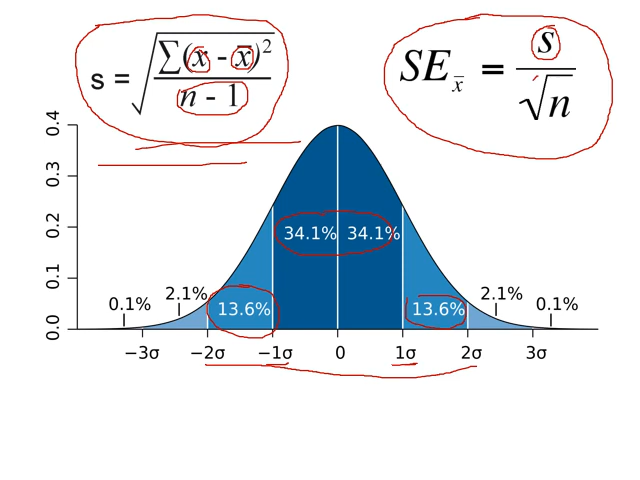 s = √(∑(x - x̄)² / (n - 1))
SE x̄ = s / √n
0.4
0.3
0.2
0.1
0.0
34.1% 34.1%
0.1% 2.1% 13.6% 13.6% 2.1% 0.1%
−3σ −2σ −1σ 0 1σ 2σ 3σ